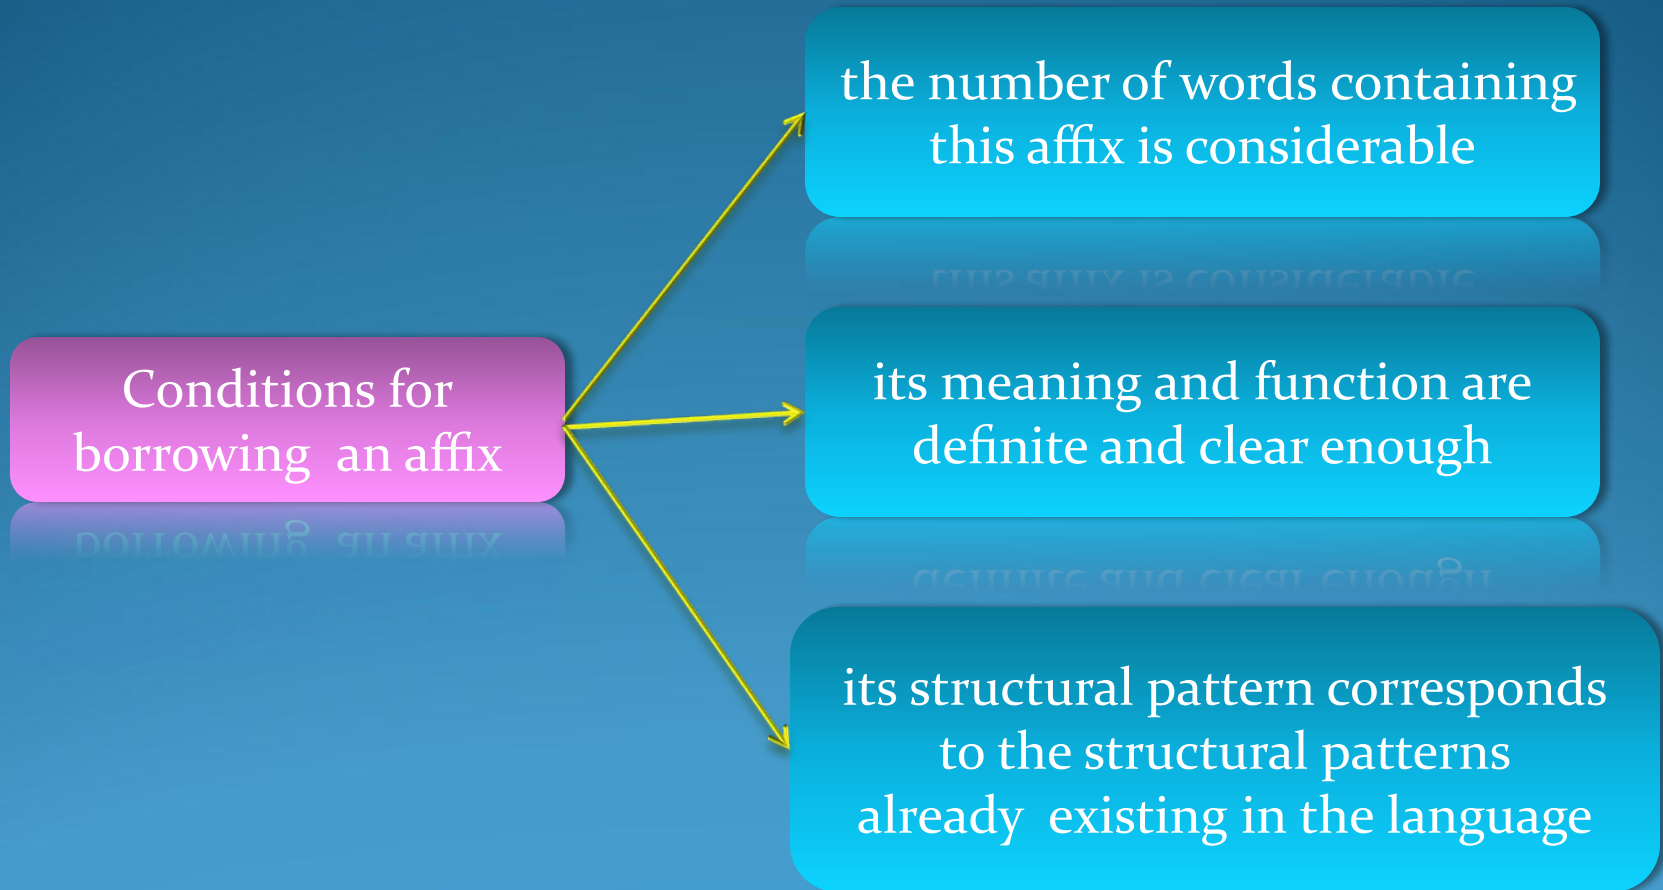 Conditions for
borrowing  an affix
the number of words containing
this affix is considerable
its meaning and function are
definite and clear enough
its structural pattern corresponds
to the structural patterns
already  existing in the language